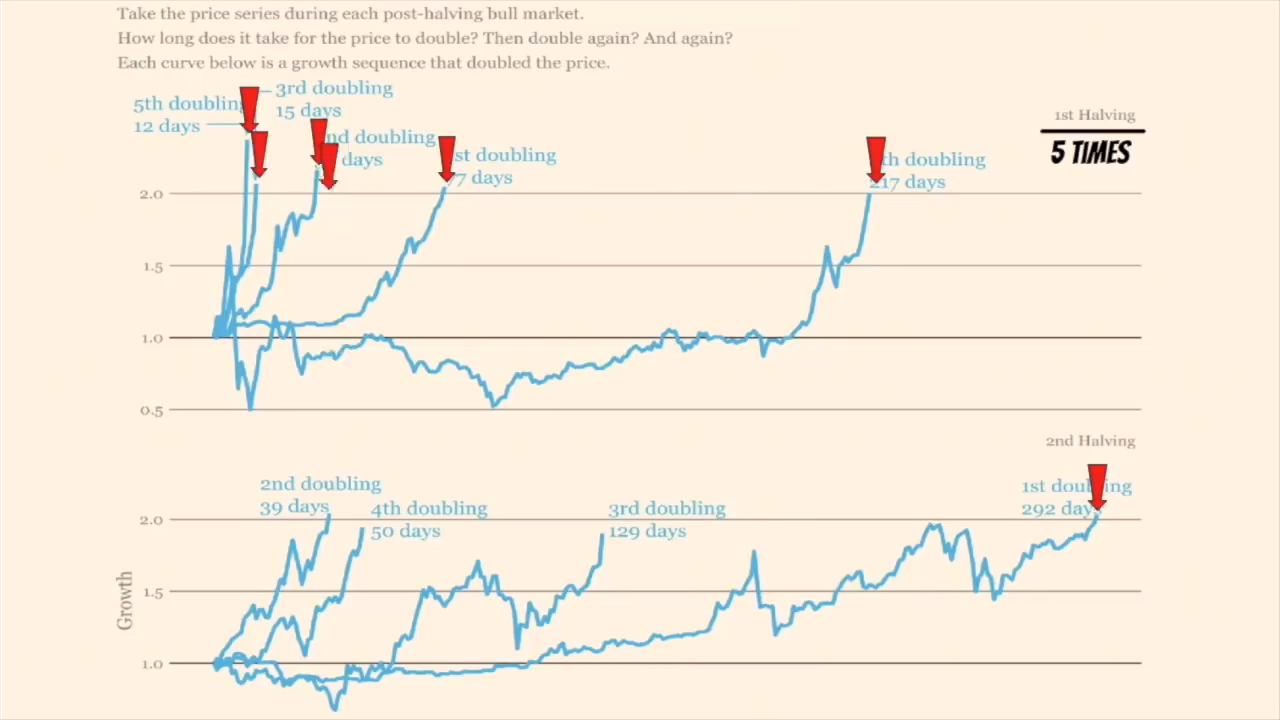 Take the price series during each post-halving bull market.
How long does it take for the price to double? Then double again? And again?
Each curve below is a growth sequence that doubled the price.
3rd doubling
15 days
5th doubling
12 days
doubling
days
doubling
days
doubling
217 days
1st Halving
5 TIMES
2.0
1.5
1.0
0.5
2nd Halving
2nd doubling
39 days
4th doubling
50 days
3rd doubling
129 days
1st doubling
292 days
2.0
1.5
1.0
Growth